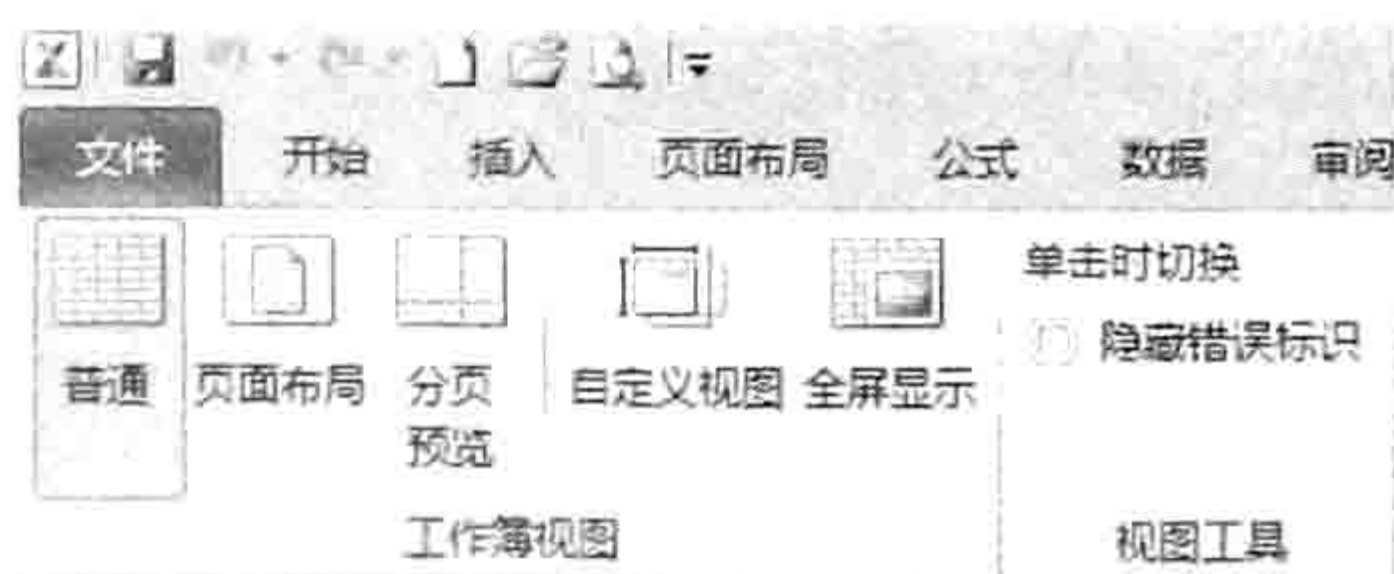 文件 开始 插入 页面布局 公式 数据 审阅
单击时切换
隐藏错误标识
普通 页面布局 分页预览 自定义视图 全屏显示
工作簿视图 视图工具